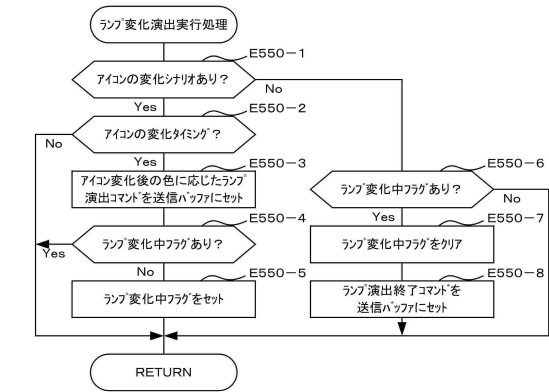 ランプ変化演出実行処理
E550-1
アイコンの変化シナリオあり?
No
Yes
E550-2
アイコンの変化タイミング?
No
Yes
E550-3
アイコン変化後の色に応じたランプ
演出コマンドを送信バッファにセット
E550-4
ランプ変化中フラグあり?
Yes
No
E550-5
ランプ変化中フラグをセット
E550-6
ランプ変化中フラグあり?
No
Yes
E550-7
ランプ変化中フラグをクリア
E550-8
ランプ演出終了コマンドを
送信バッファにセット
RETURN